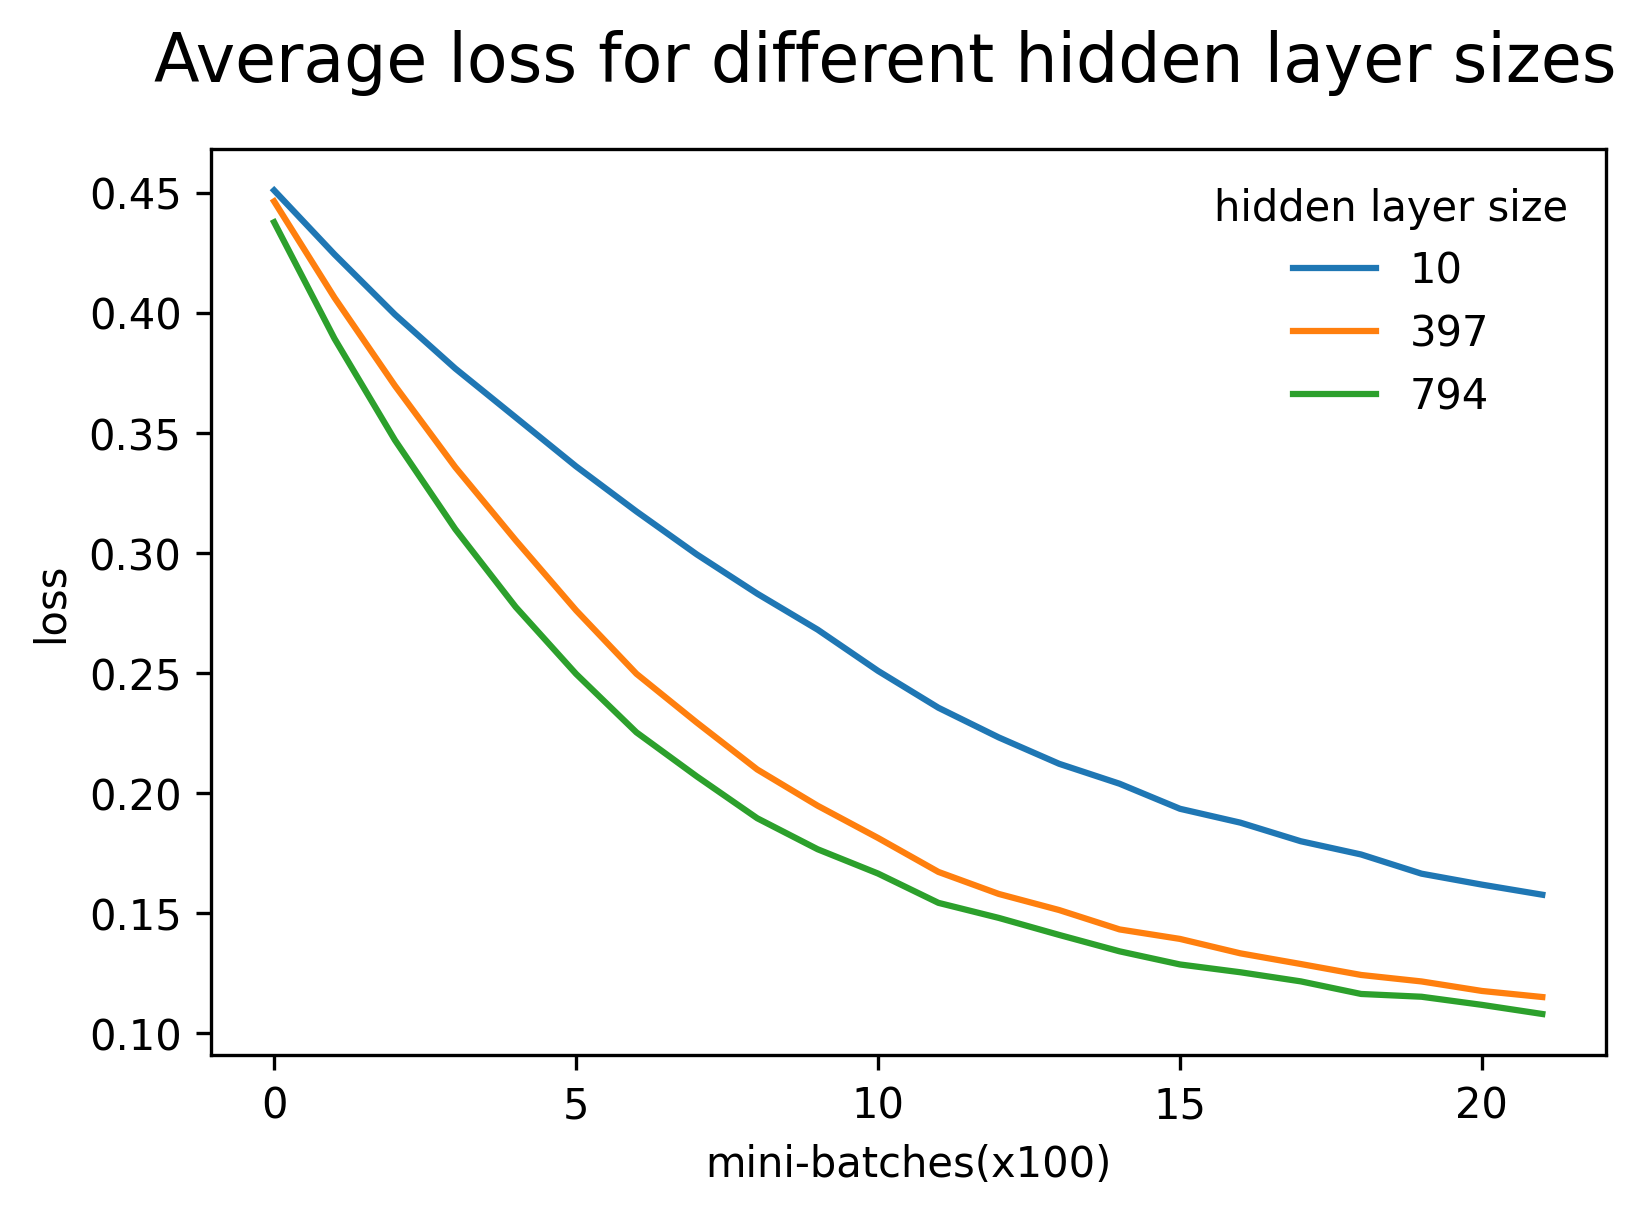 Average loss for different hidden layer sizes
hidden layer size
10
397
794
0.45
0.40
0.35
0.30
0.25
0.20
0.15
0.10
loss
0 5 10 15 20
mini-batches(x100)